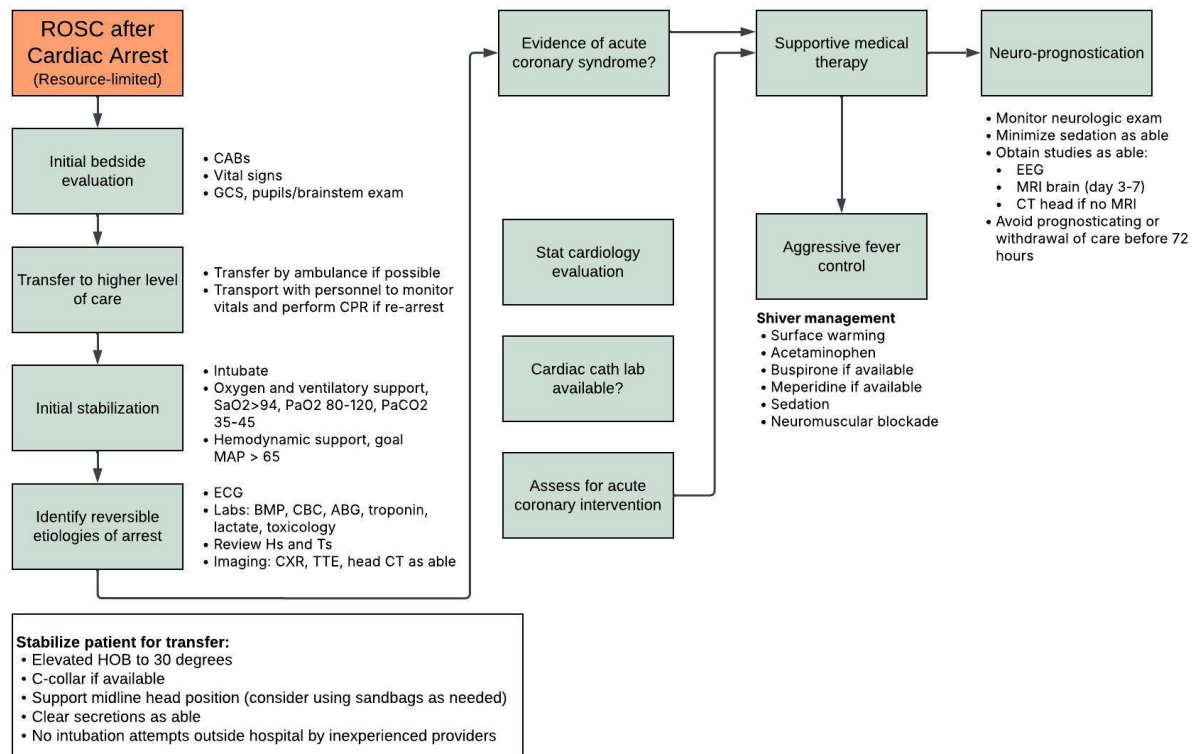 ROSC after
Cardiac Arrest
(Resource-limited)
Initial bedside
evaluation
• CABs
• Vital signs
• GCS, pupils/brainstem exam
Transfer to higher level
of care
• Transfer by ambulance if possible
• Transport with personnel to monitor
vitals and perform CPR if re-arrest
Initial stabilization
• Intubate
• Oxygen and ventilatory support,
SaO2>94, PaO2 80-120, PaCO2
35-45
• Hemodynamic support, goal
MAP > 65
Identify reversible
etiologies of arrest
• ECG
• Labs: BMP, CBC, ABG, troponin,
lactate, toxicology
• Review Hs and Ts
• Imaging: CXR, TTE, head CT as able
Stabilize patient for transfer:
• Elevated HOB to 30 degrees
• C-collar if available
• Support midline head position (consider using sandbags as needed)
• Clear secretions as able
• No intubation attempts outside hospital by inexperienced providers
Evidence of acute
coronary syndrome?
Stat cardiology
evaluation
Cardiac cath lab
available?
Assess for acute
coronary intervention
Supportive medical
therapy
Aggressive fever
control
Shiver management
• Surface warming
• Acetaminophen
• Buspirone if available
• Meperidine if available
• Sedation
• Neuromuscular blockade
Neuro-prognostication
• Monitor neurologic exam
• Minimize sedation as able
• Obtain studies as able:
• EEG
• MRI brain (day 3-7)
• CT head if no MRI
• Avoid prognosticating or
withdrawal of care before 72
hours